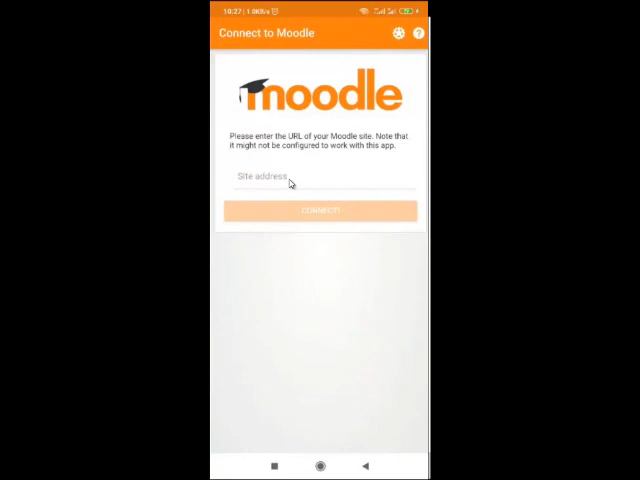 10:27 | 1.0KB/s
Connect to Moodle
moodle
Please enter the URL of your Moodle site. Note that
it might not be configured to work with this app.
Site address
CONNECT!